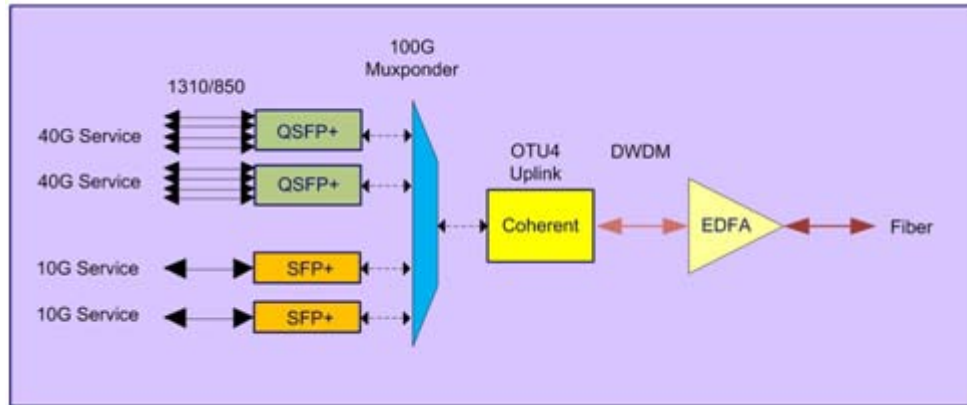 100G
Muxponder
1310/850
40G Service
QSFP+
40G Service
QSFP+
OTU4
Uplink
DWDM
Coherent
EDFA
Fiber
10G Service
SFP+
10G Service
SFP+